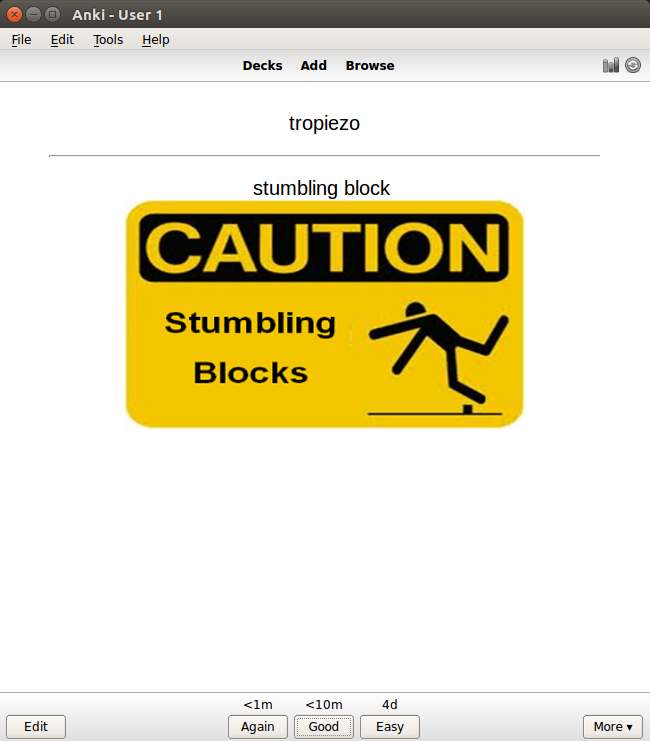 Anki - User 1
File Edit Tools Help
Decks Add Browse
tropiezo
stumbling block
CAUTION
Stumbling
Blocks
<1m <10m 4d
Edit Again Good Easy More ▾